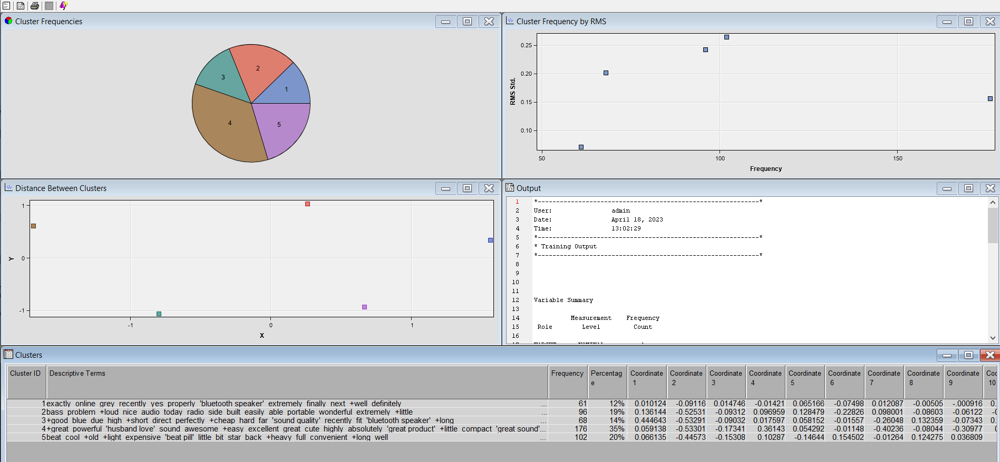 Cluster Frequencies
1
2
3
4
5
Cluster Frequency by RMS
RMS Std.
0.25
0.20
0.15
0.10
50 100 150
Frequency
Distance Between Clusters
Y
1
0
-1
-1 0 1
X
Output
1 *------------------------------------------------------------*
2 User: admin
3 Date: April 18, 2023
4 Time: 13:02:29
5 *------------------------------------------------------------*
6 * Training Output
7 *------------------------------------------------------------*
8
9
10
11
12 Variable Summary
13
14 Measurement Frequency
15 Role Level Count
16
Clusters
Cluster ID Descriptive Terms Frequency Percentage Coordinate 1 Coordinate 2 Coordinate 3 Coordinate 4 Coordinate 5 Coordinate 6 Coordinate 7 Coordinate 8 Coordinate 9 Coo 10
1 exactly online grey recently yes properly 'bluetooth speaker' extremely finally next +well definitely ... 61 12% 0.010124 -0.09116 0.014746 -0.01421 0.065166 -0.07498 0.012087 -0.00505 -.000916 0.
2 bass problem +loud nice audio today radio side built easily able portable wonderful extremely +little ... 96 19% 0.136144 -0.52531 -0.09312 0.096959 0.128479 -0.22826 0.098001 -0.08603 -0.06122 -0
3 +good blue due high +short direct perfectly +cheap hard far 'sound quality' recently fit 'bluetooth speaker' +long ... 68 14% 0.444643 -0.53291 -0.09032 0.017597 0.058152 -0.01557 -0.26048 0.132359 -0.07343 0.
4 +great powerful 'husband love' sound awesome +easy excellent great cute highly absolutely 'great product' +little compact 'great sound'... 176 35% 0.059138 -0.53301 -0.17341 0.36143 0.054292 -0.01148 -0.40236 -0.08044 -0.30977 0
5 beat cool +old +light expensive 'beat pill' little bit star back +heavy full convenient +long well ... 102 20% 0.066135 -0.44573 -0.15308 0.10287 -0.14644 0.154502 -0.01264 0.124275 0.036809